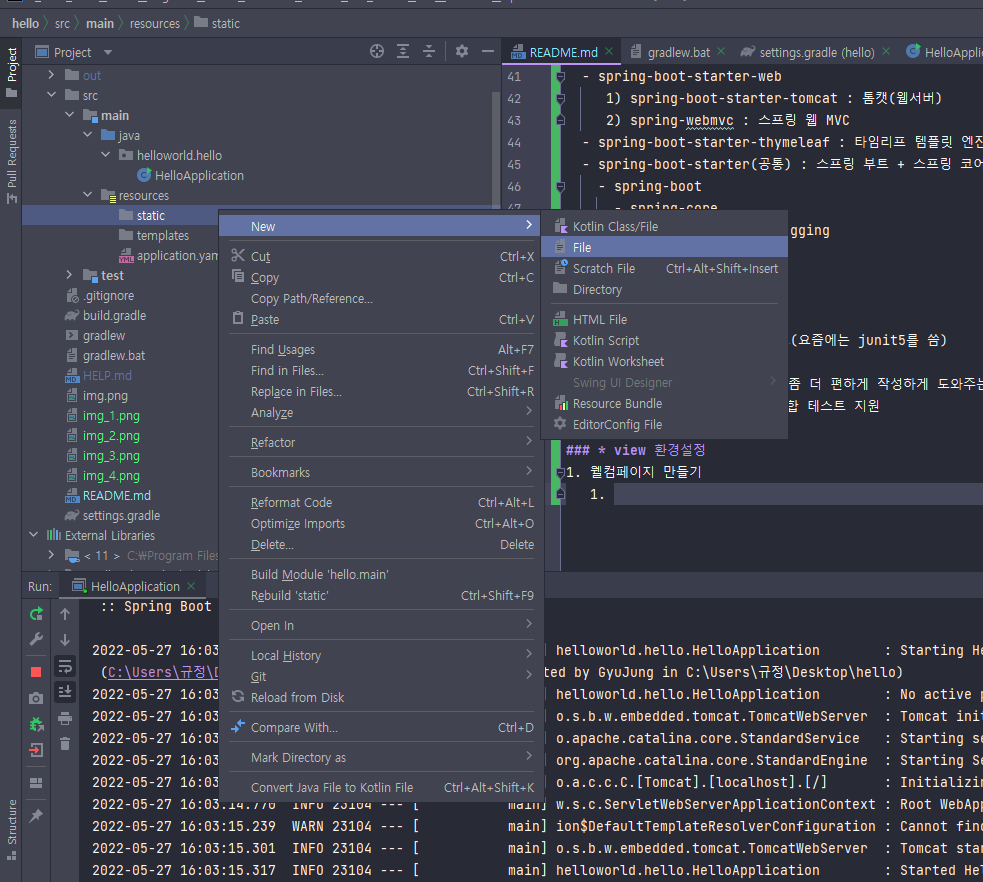 hello
src
main
resources
static
Project
README.md
gradlew.bat
settings.gradle (hello)
HelloAppli
Project
Pull Requests
Structure
out
src
main
java
helloworld.hello
HelloApplication
resources
static
templates
application.yam
test
.gitignore
build.gradle
gradlew
gradlew.bat
HELP.md
img.png
img_1.png
img_2.png
img_3.png
img_4.png
README.md
settings.gradle
External Libraries
< 11 > C:₩Program Files
41 - spring-boot-starter-web
42 1) spring-boot-starter-tomcat : 톰캣(웹서버)
43 2) spring-webmvc : 스프링 웹 MVC
44 - spring-boot-starter-thymeleaf : 타임리프 템플릿 엔진
45 - spring-boot-starter(공통) : 스프링 부트 + 스프링 코어
46 - spring-boot
47 - spring-core
gging
(요즘에는 junit5를 씀)
좀 더 편하게 작성하게 도와주는
합 테스트 지원
### * view 환경설정
1. 웰컴페이지 만들기
1.
New
Cut Ctrl+X
Copy Ctrl+C
Copy Path/Reference...
Paste Ctrl+V
Find Usages Alt+F7
Find in Files... Ctrl+Shift+F
Replace in Files... Ctrl+Shift+R
Analyze
Refactor
Bookmarks
Reformat Code Ctrl+Alt+L
Optimize Imports Ctrl+Alt+O
Delete... Delete
Build Module 'hello.main'
Rebuild 'static' Ctrl+Shift+F9
Open In
Local History
Git
Reload from Disk
Compare With... Ctrl+D
Mark Directory as
Convert Java File to Kotlin File Ctrl+Alt+Shift+K
Kotlin Class/File
File
Scratch File Ctrl+Alt+Shift+Insert
Directory
HTML File
Kotlin Script
Kotlin Worksheet
Swing UI Designer
Resource Bundle
EditorConfig File
Run: HelloApplication
:: Spring Boot
2022-05-27 16:03 helloworld.hello.HelloApplication : Starting He
(C:\Users\규정\D ted by GyuJung in C:\Users\규정\Desktop\hello)
2022-05-27 16:03 helloworld.hello.HelloApplication : No active p
2022-05-27 16:03 o.s.b.w.embedded.tomcat.TomcatWebServer : Tomcat init
2022-05-27 16:03 o.apache.catalina.core.StandardService : Starting se
2022-05-27 16:03 org.apache.catalina.core.StandardEngine : Starting Se
2022-05-27 16:03 o.a.c.c.C.[Tomcat].[localhost].[/] : Initializin
2022-05-27 16:03:14.770 INFO 23104 --- [ main] w.s.c.ServletWebServerApplicationContext : Root WebApp
2022-05-27 16:03:15.239 WARN 23104 --- [ main] ion$DefaultTemplateResolverConfiguration : Cannot find
2022-05-27 16:03:15.301 INFO 23104 --- [ main] o.s.b.w.embedded.tomcat.TomcatWebServer : Tomcat star
2022-05-27 16:03:15.317 INFO 23104 --- [ main] helloworld.hello.HelloApplication : Started Hel